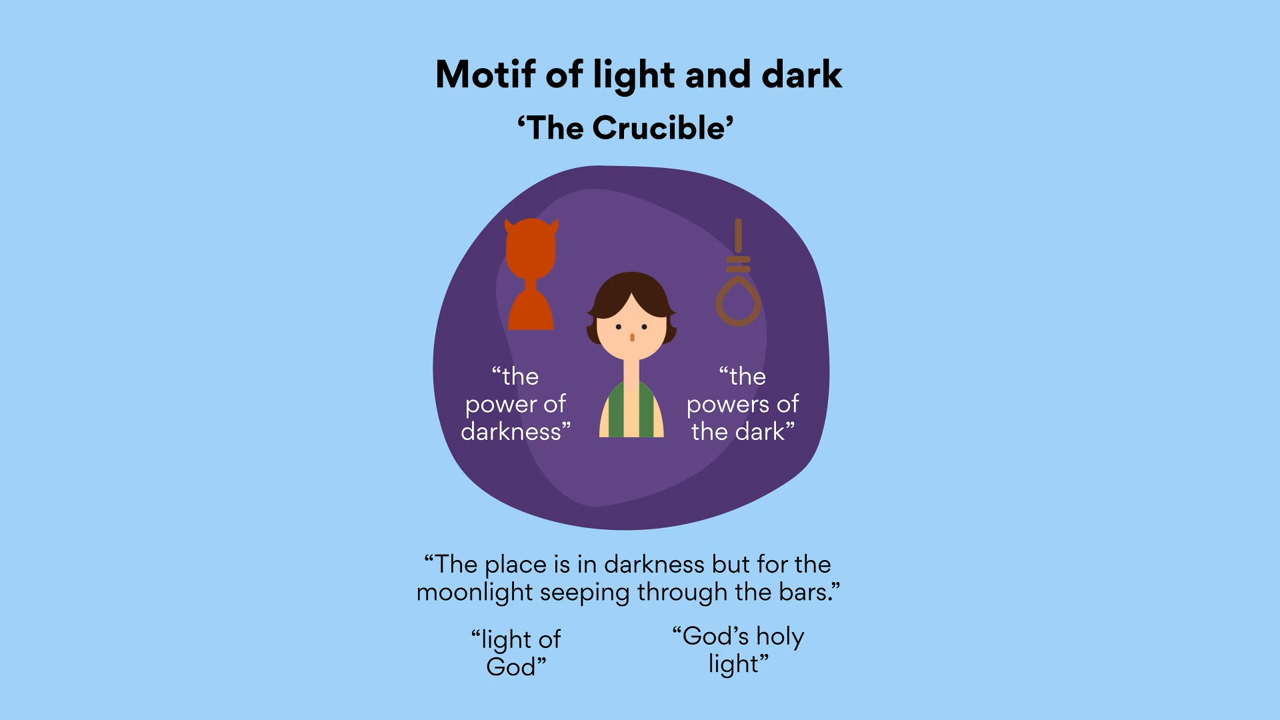 Motif of light and dark
‘The Crucible’
“the
power of
darkness”
“the
powers of
the dark”
“The place is in darkness but for the
moonlight seeping through the bars.”
“light of
God”
“God’s holy
light”